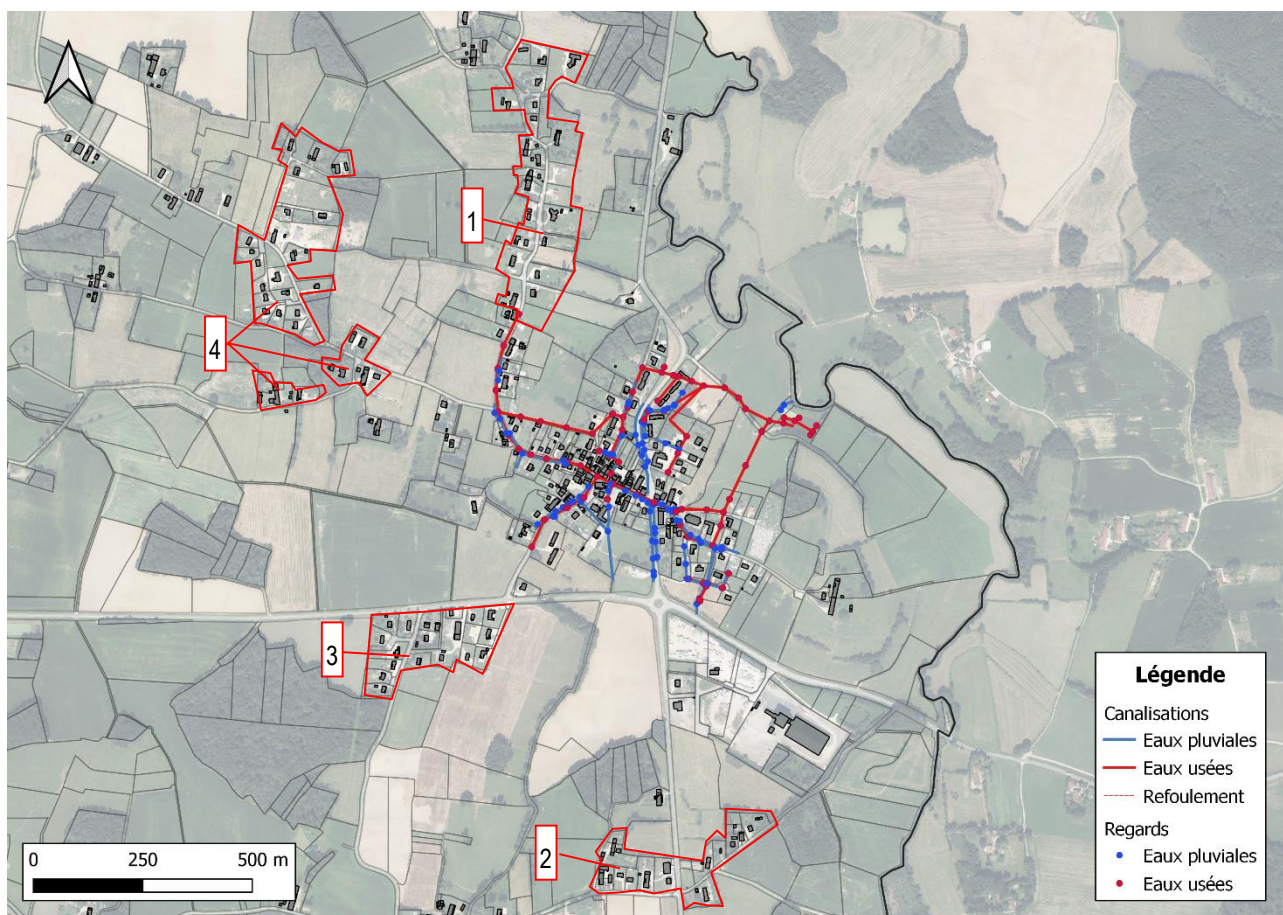 1
4
3
2
0 250 500 m
Légende
Canalisations
Eaux pluviales
Eaux usées
Refoulement
Regards
Eaux pluviales
Eaux usées